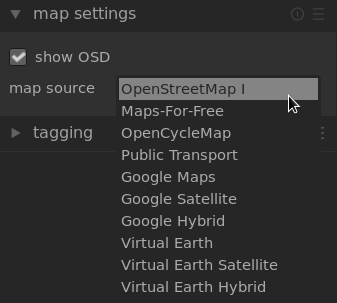 map settings
show OSD
map source
OpenStreetMap I
Maps-For-Free
OpenCycleMap
tagging
Public Transport
Google Maps
Google Satellite
Google Hybrid
Virtual Earth
Virtual Earth Satellite
Virtual Earth Hybrid